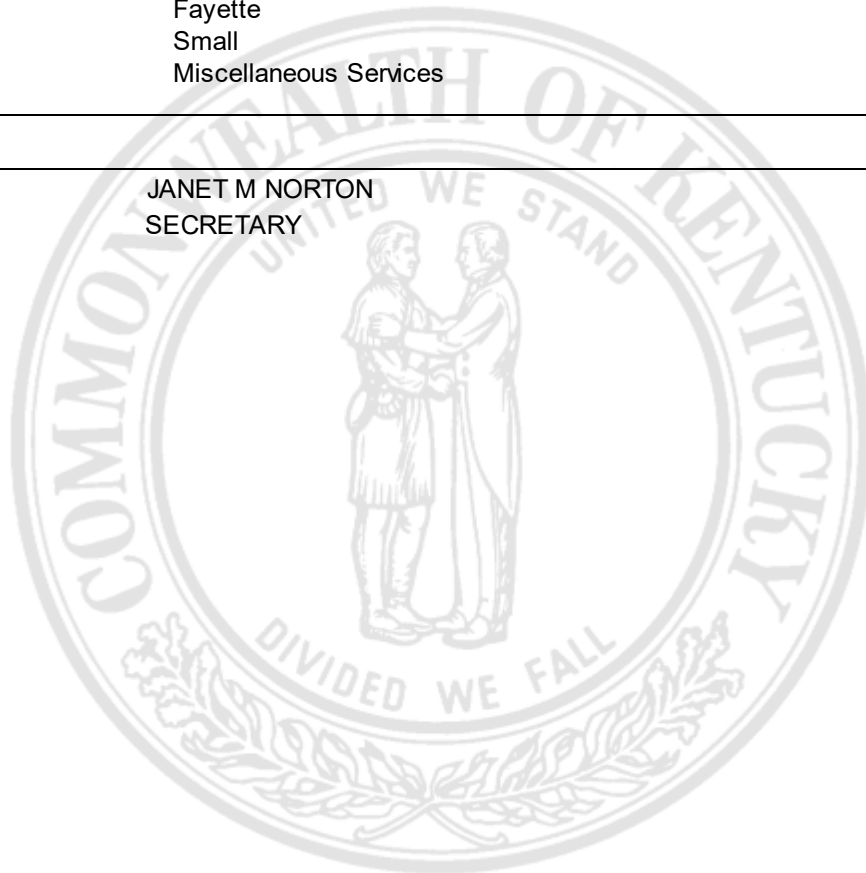 Fayette
Small
Miscellaneous Services
JANET M NORTON
SECRETARY
COMMONWEALTH OF KENTUCKY
UNITED WE STAND
DIVIDED WE FALL